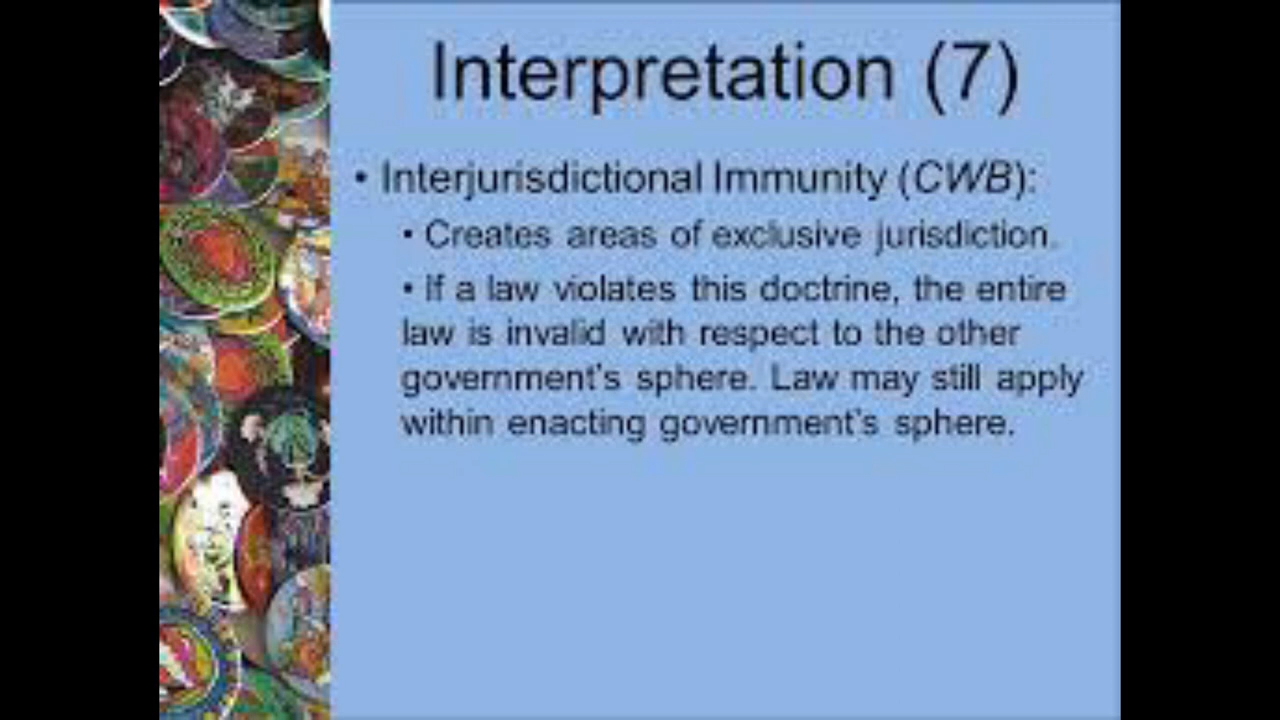 Interpretation (7)
• Interjurisdictional Immunity (CWB):
• Creates areas of exclusive jurisdiction.
• If a law violates this doctrine, the entire
law is invalid with respect to the other
government's sphere. Law may still apply
within enacting government's sphere.